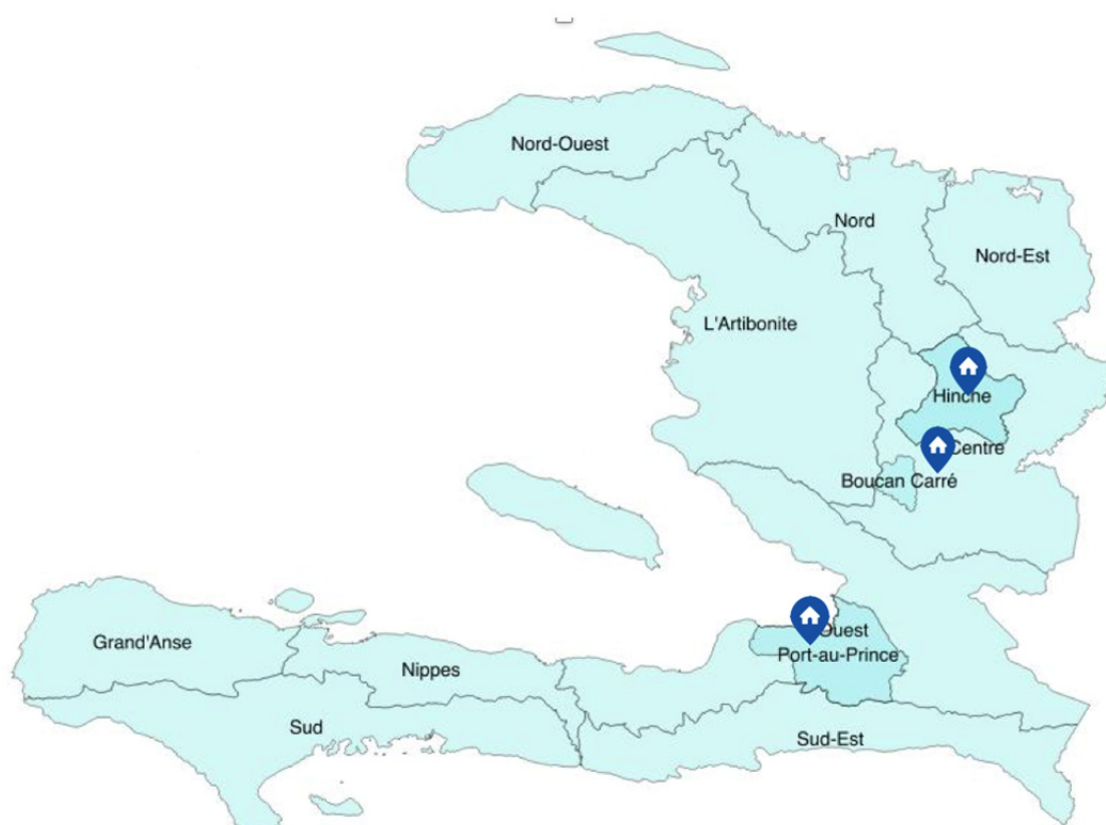 Nord-Ouest
Nord
Nord-Est
L'Artibonite
Hinche
Centre
Boucan Carré
Ouest
Port-au-Prince
Grand'Anse
Nippes
Sud
Sud-Est